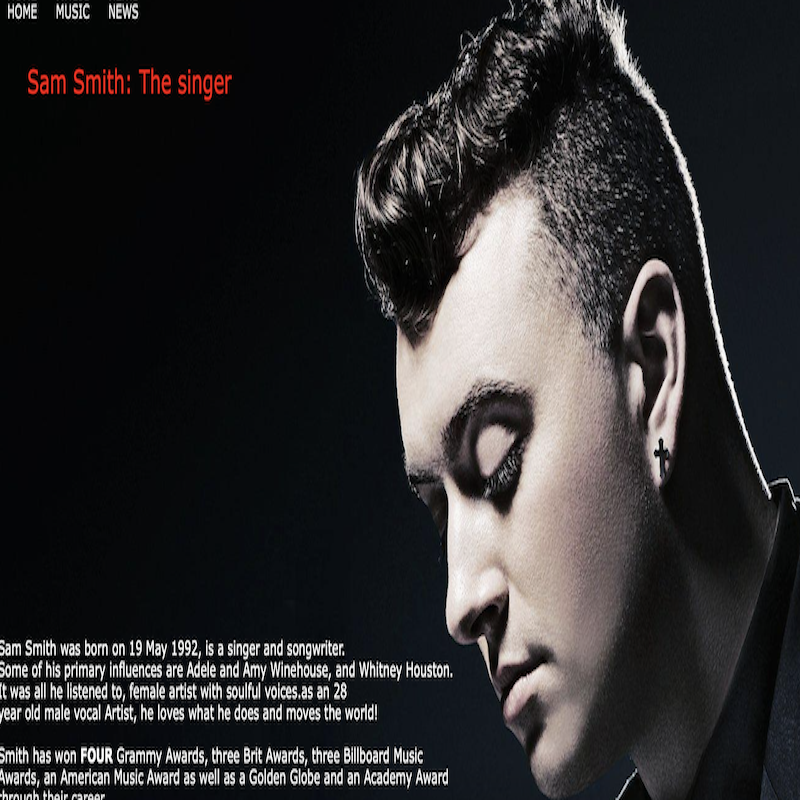 HOME MUSIC NEWS
Sam Smith: The singer
Sam Smith was born on 19 May 1992, is a singer and songwriter.
Some of his primary influences are Adele and Amy Winehouse, and Whitney Houston.
It was all he listened to, female artist with soulful voices.as an 28
year old male vocal Artist, he loves what he does and moves the world!
Smith has won FOUR Grammy Awards, three Brit Awards, three Billboard Music
Awards, an American Music Award as well as a Golden Globe and an Academy Award
through their career